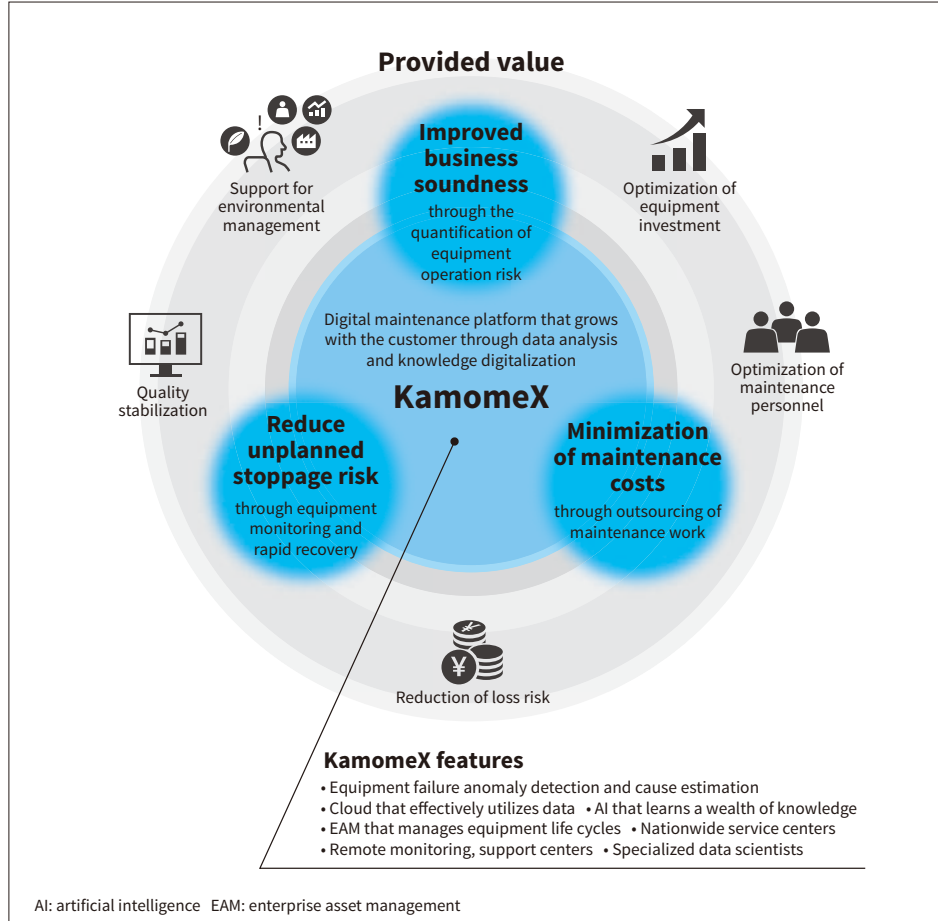 Provided value
Improved
business
soundness
through the
quantification of
equipment
operation risk
Support for
environmental
management
Optimization of
equipment
investment
Digital maintenance platform that grows
with the customer through data analysis
and knowledge digitalization
KamomeX
Quality
stabilization
Optimization of
maintenance
personnel
Reduce
unplanned
stoppage risk
through equipment
monitoring and
rapid recovery
Minimization
of maintenance
costs
through outsourcing of
maintenance work
¥
¥
Reduction of loss risk
KamomeX features
• Equipment failure anomaly detection and cause estimation
• Cloud that effectively utilizes data • AI that learns a wealth of knowledge
• EAM that manages equipment life cycles • Nationwide service centers
• Remote monitoring, support centers • Specialized data scientists
AI: artificial intelligence EAM: enterprise asset management